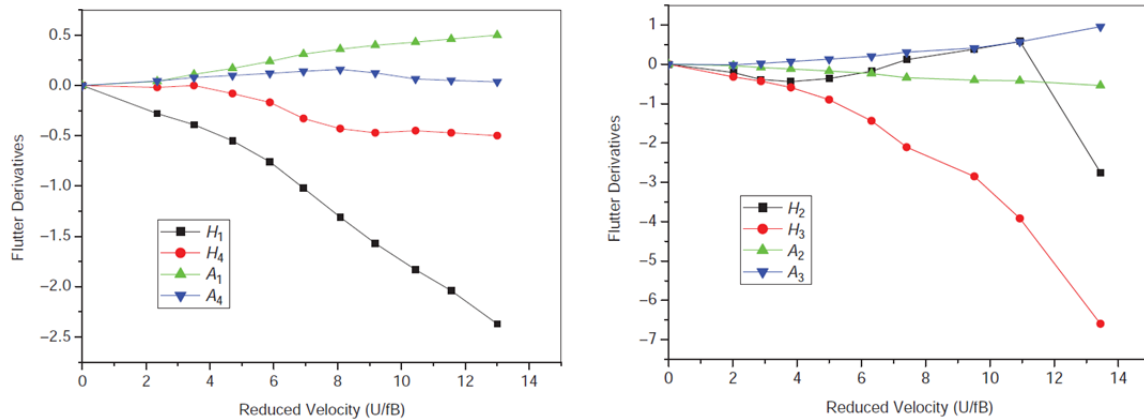 Flutter Derivatives
0.5
0.0
−0.5
−1.0
−1.5
−2.0
−2.5
H1
H4
A1
A4
0 2 4 6 8 10 12 14
Reduced Velocity (U/fB)
Flutter Derivatives
1
0
−1
−2
−3
−4
−5
−6
−7
H2
H3
A2
A3
0 2 4 6 8 10 12 14
Reduced Velocity (U/fB)